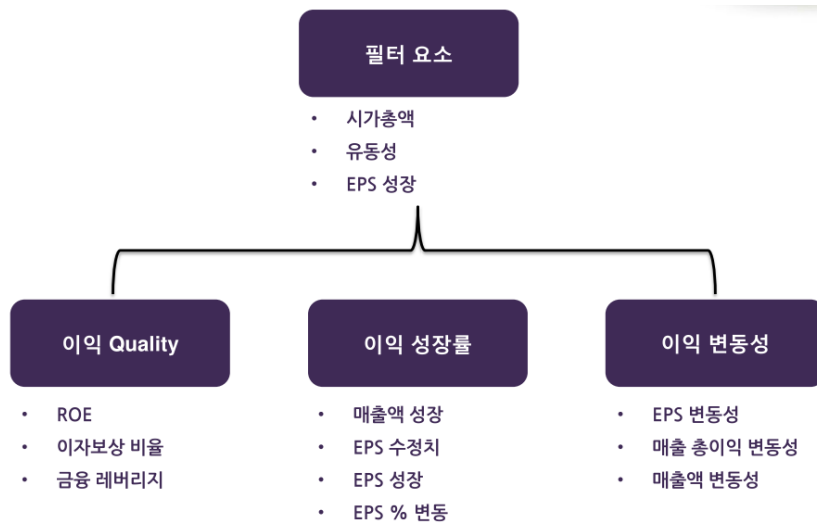 필터 요소
• 시가총액
• 유동성
• EPS 성장
이익 Quality
• ROE
• 이자보상 비율
• 금융 레버리지
이익 성장률
• 매출액 성장
• EPS 수정치
• EPS 성장
• EPS % 변동
이익 변동성
• EPS 변동성
• 매출 총이익 변동성
• 매출액 변동성